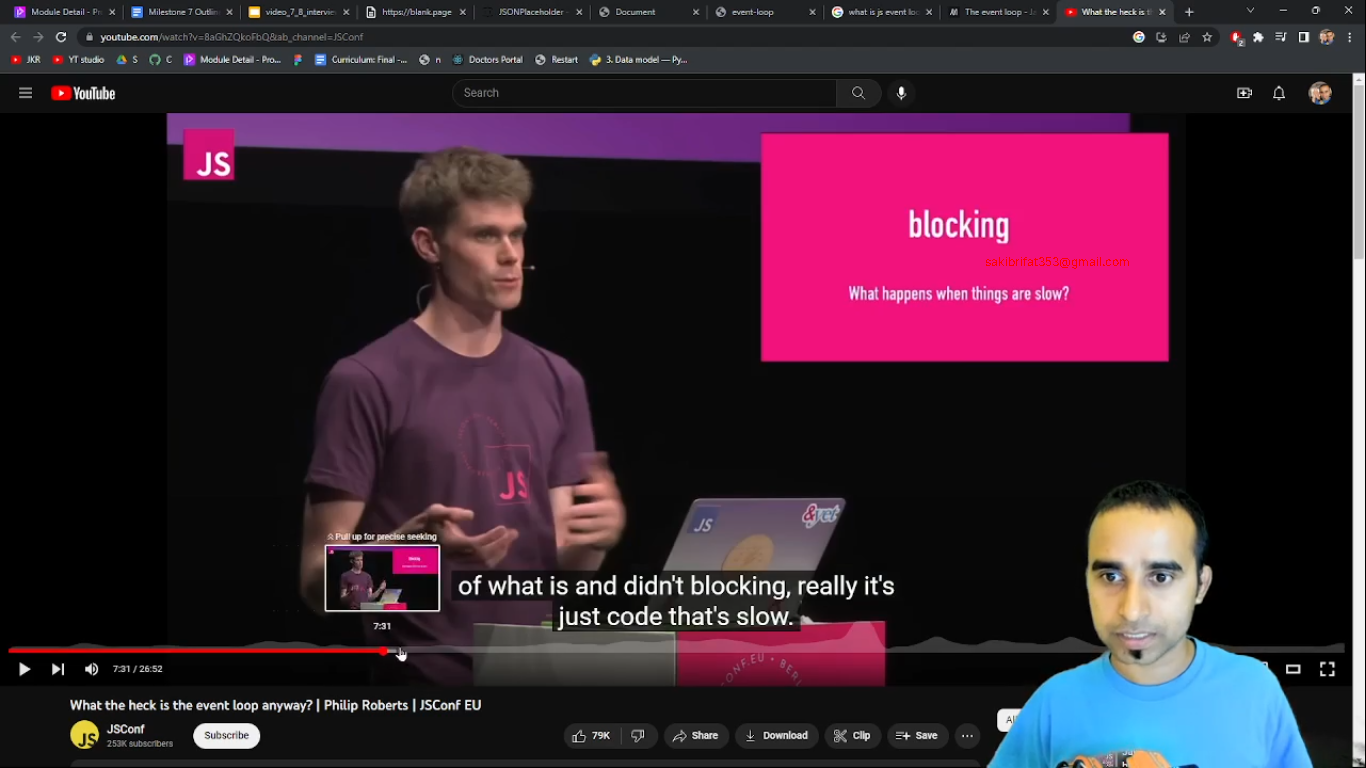 Module Detail - Pr
Milestone 7 Outlin
video_7_8_intervie
https://blank.page
JSONPlaceholder -
Document
event-loop
what is js event loo
The event loop - Ja
What the heck is th
youtube.com/watch?v=8aGhZQkoFbQ&ab_channel=JSConf
JKR
YT studio
S
C
Module Detail - Pro...
Curriculum: Final -...
n
Doctors Portal
Restart
3. Data model — Py...
YouTube
Search
JS
blocking
sakibrifat353@gmail.com
What happens when things are slow?
JS
JS
&yet
Pull up for precise seeking
of what is and didn't blocking, really it's
just code that's slow.
7:31
7:31 / 26:52
What the heck is the event loop anyway? | Philip Roberts | JSConf EU
JS
JSConf
253K subscribers
Subscribe
79K
Share
Download
Clip
Save